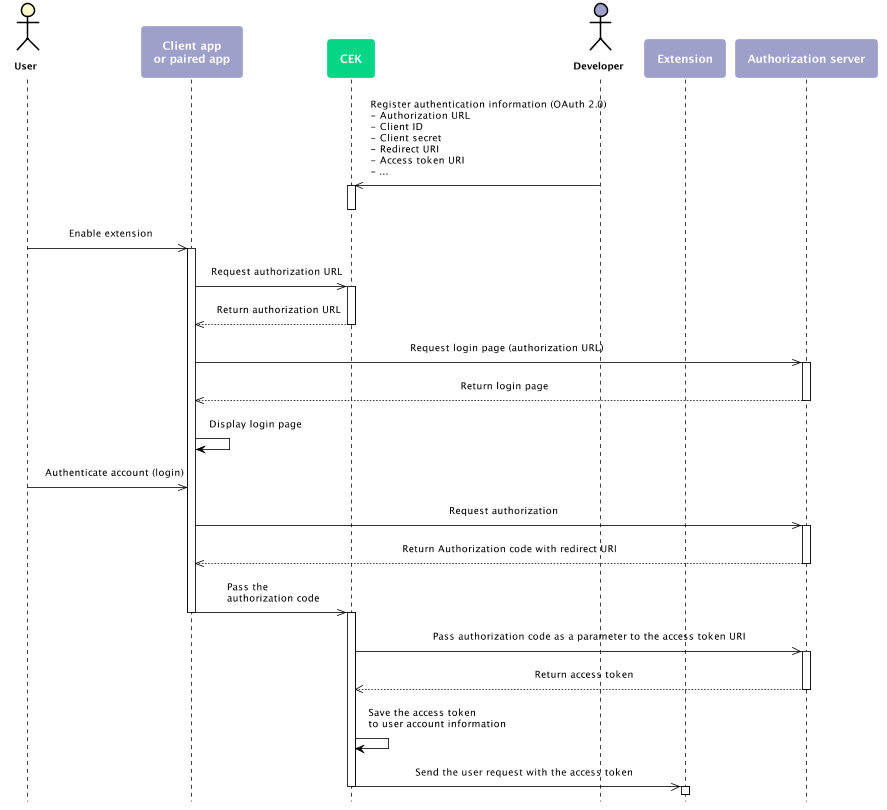 User
Client app
or paired app
CEK
Developer
Extension
Authorization server
Register authentication information (OAuth 2.0)
- Authorization URL
- Client ID
- Client secret
- Redirect URI
- Access token URI
- ...
Enable extension
Request authorization URL
Return authorization URL
Request login page (authorization URL)
Return login page
Display login page
Authenticate account (login)
Request authorization
Return Authorization code with redirect URI
Pass the
authorization code
Pass authorization code as a parameter to the access token URI
Return access token
Save the access token
to user account information
Send the user request with the access token